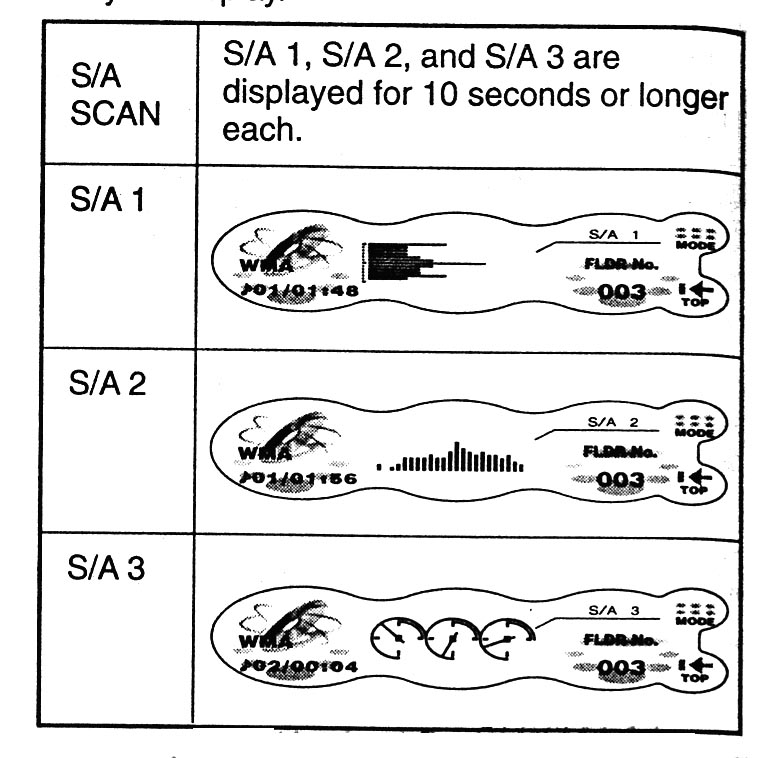 S/A
SCAN
S/A 1, S/A 2, and S/A 3 are
displayed for 10 seconds or longer
each.
S/A 1
WMA
♪01/01:48
S/A 1
FLDR No.
003
MODE
TOP
S/A 2
WMA
♪01/01:56
S/A 2
FLDR No.
003
MODE
TOP
S/A 3
WMA
♪02/00:04
S/A 3
FLDR No.
003
MODE
TOP